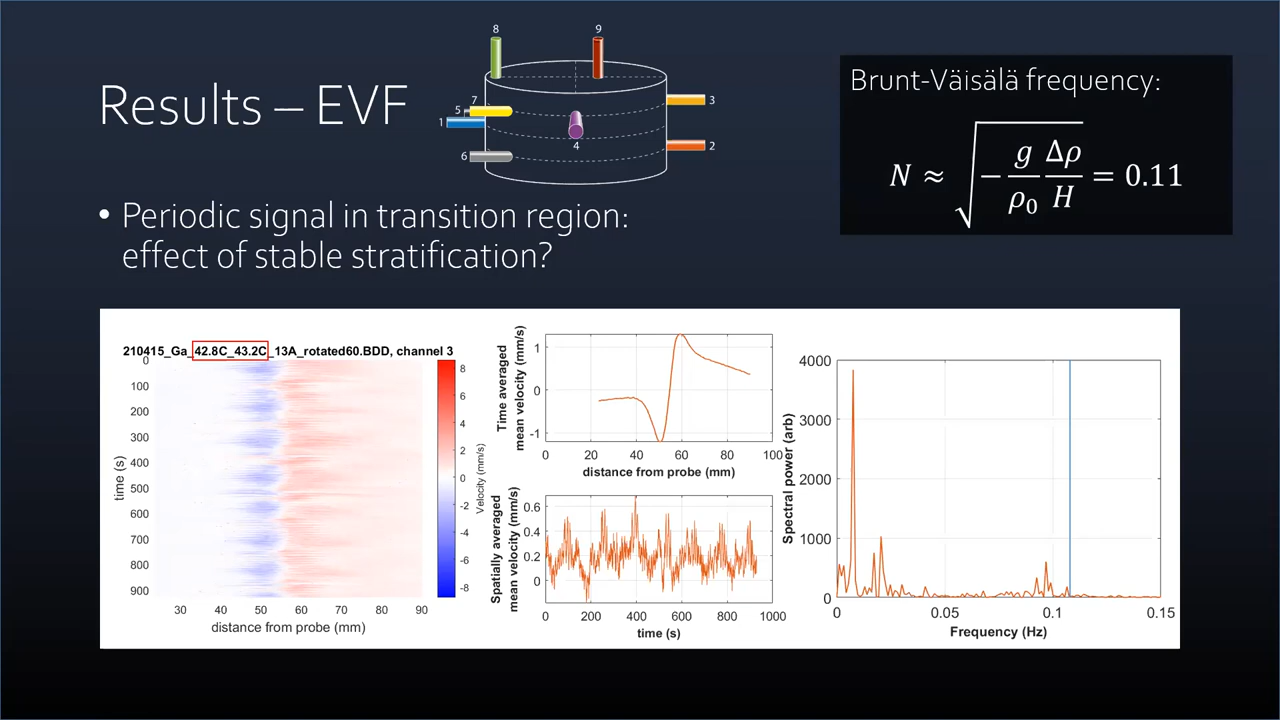 Results – EVF
8
9
7
5
1
3
4
2
6
Brunt-Väisälä frequency:
N ≈ √(− g/ρ₀ Δρ/H) = 0.11
• Periodic signal in transition region:
effect of stable stratification?
210415_Ga_42.8C_43.2C_13A_rotated60.BDD, channel 3
0
100
200
300
400
500
600
700
800
900
time (s)
30 40 50 60 70 80 90
distance from probe (mm)
8
6
4
2
0
-2
-4
-6
-8
Velocity (mm/s)
Time averaged
mean velocity (mm/s)
1
0
-1
0 20 40 60 80 100
distance from probe (mm)
Spatially averaged
mean velocity (mm/s)
0.6
0.4
0.2
0
0 200 400 600 800 1000
time (s)
Spectral power (arb)
4000
3000
2000
1000
0
0 0.05 0.1 0.15
Frequency (Hz)